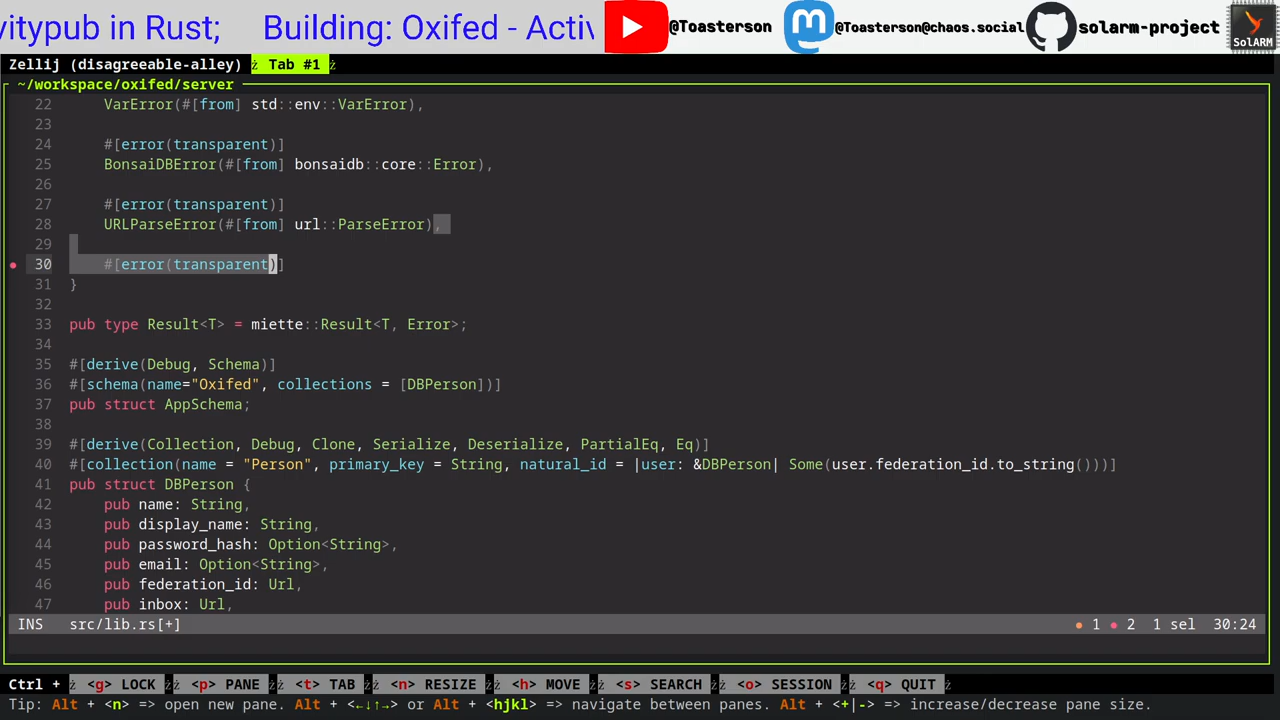 vitypub in Rust;    Building: Oxifed - Activ
@Toasterson @Toasterson@chaos.social solarm-project SolARM
Zellij (disagreeable-alley) Tab #1
~/workspace/oxifed/server
22 VarError(#[from] std::env::VarError),
23
24 #[error(transparent)]
25 BonsaiDBError(#[from] bonsaidb::core::Error),
26
27 #[error(transparent)]
28 URLParseError(#[from] url::ParseError),
29
30 #[error(transparent)]
31 }
32
33 pub type Result<T> = miette::Result<T, Error>;
34
35 #[derive(Debug, Schema)]
36 #[schema(name="Oxifed", collections = [DBPerson])]
37 pub struct AppSchema;
38
39 #[derive(Collection, Debug, Clone, Serialize, Deserialize, PartialEq, Eq)]
40 #[collection(name = "Person", primary_key = String, natural_id = |user: &DBPerson| Some(user.federation_id.to_string()))]
41 pub struct DBPerson {
42 pub name: String,
43 pub display_name: String,
44 pub password_hash: Option<String>,
45 pub email: Option<String>,
46 pub federation_id: Url,
47 pub inbox: Url,
INS src/lib.rs[+] ● 1 ● 2 1 sel 30:24
Ctrl + <g> LOCK <p> PANE <t> TAB <n> RESIZE <h> MOVE <s> SEARCH <o> SESSION <q> QUIT
Tip: Alt + <n> => open new pane. Alt + <←↓↑→> or Alt + <hjkl> => navigate between panes. Alt + <+|-> => increase/decrease pane size.